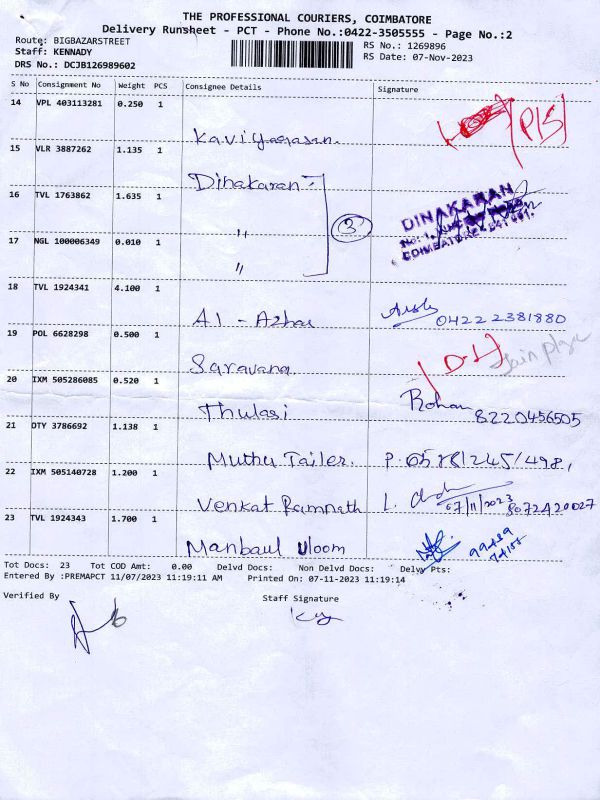 THE PROFESSIONAL COURIERS, COIMBATORE
Delivery Runsheet - PCT - Phone No.:0422-3505555 - Page No.:2
Route: BIGBAZARSTREET
RS No.: 1269896
Staff: KENNADY
RS Date: 07-Nov-2023
DRS No.: DCJB126989602
S No Consignment No Weight PCS Consignee Details Signature
14 VPL 403113281 0.250 1
Kaviyarasan. P/S
15 VLR 3887262 1.135 1
Dinakaran -
16 TVL 1763862 1.635 1
" 3 DINAKARAN
COIMBATORE - 641 001.
17 NGL 100006349 0.010 1
"
18 TVL 1924341 4.100 1
Al - Azhar 04222381880
19 POL 6628298 0.500 1
Saravana. D-L Jain plaza
20 IXM 505286085 0.520 1
Thulasi Rohan 8220456505
21 DTY 3786692 1.138 1
Muthu Tailer. P.
22 IXM 505140728 1.200 1
Venkat Ramnath L. 07/11/2023 8072420027
23 TVL 1924343 1.700 1
Manbaul Uloom
Tot Docs: 23 Tot COD Amt: 0.00 Delvd Docs: Non Delvd Docs: Delvy Pts:
Entered By :PREMAPCT 11/07/2023 11:19:11 AM Printed On: 07-11-2023 11:19:14
Verified By Staff Signature